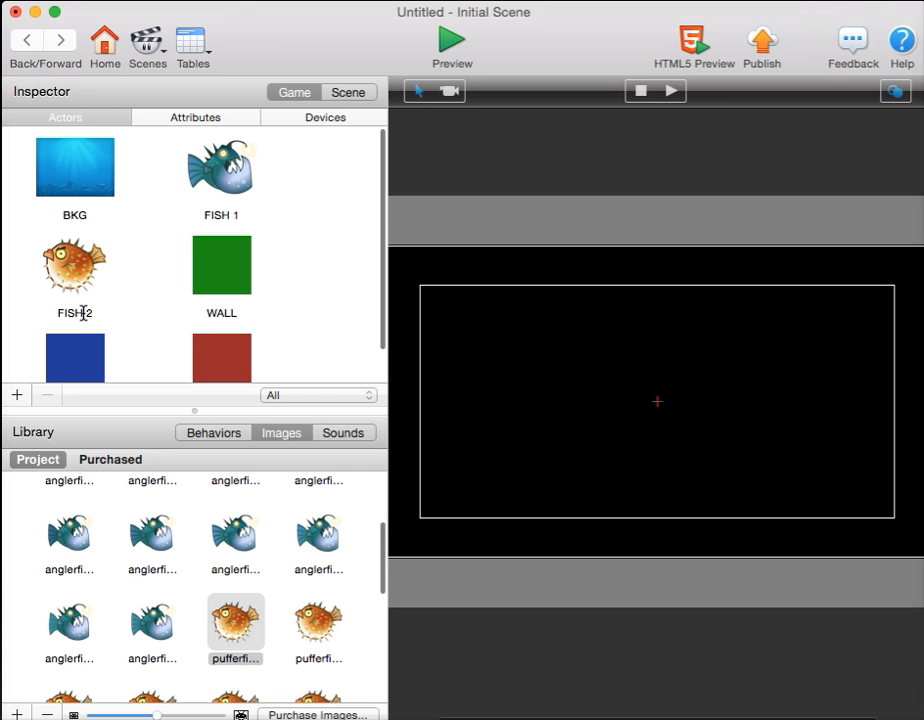 Untitled - Initial Scene
Back/Forward Home Scenes Tables Preview HTML5 Preview Publish Feedback Help
Inspector Game Scene
Actors Attributes Devices
BKG FISH 1
FISH 2 WALL
All
Library Behaviors Images Sounds
Project Purchased
anglerfi... anglerfi... anglerfi... anglerfi...
anglerfi... anglerfi... anglerfi... anglerfi...
anglerfi... anglerfi... pufferfi... pufferfi...
Purchase Images...